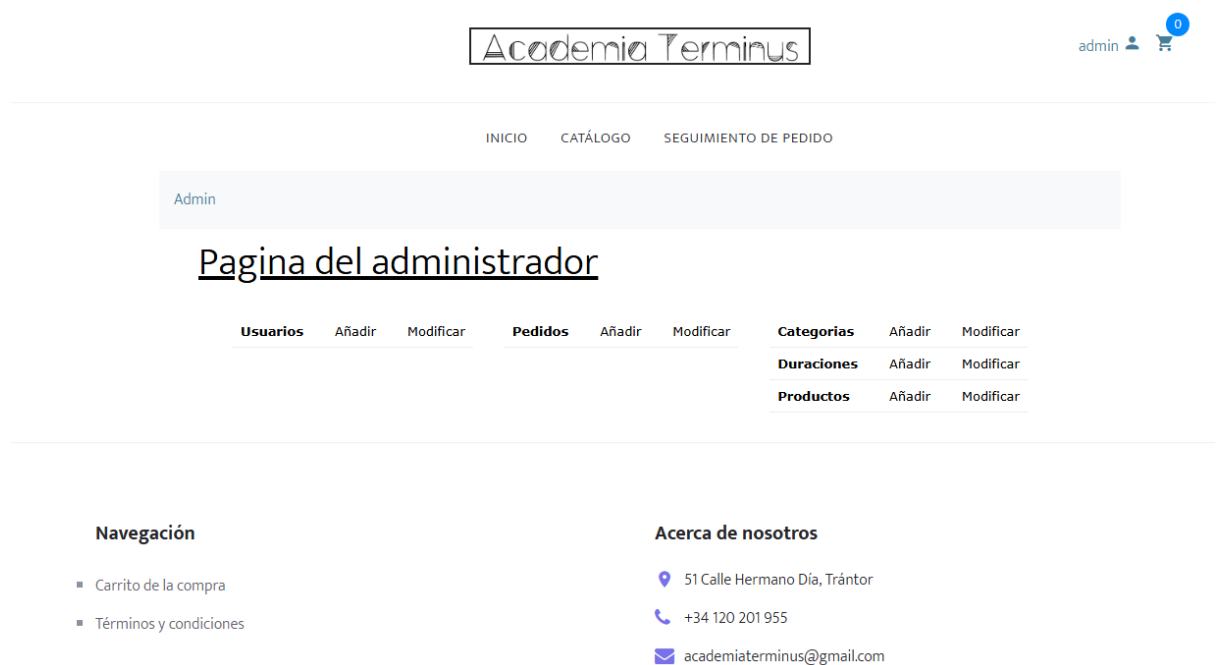 Academia Terminus
admin
0
INICIO CATÁLOGO SEGUIMIENTO DE PEDIDO
Admin
Pagina del administrador
Usuarios Añadir Modificar Pedidos Añadir Modificar Categorias Añadir Modificar
Duraciones Añadir Modificar
Productos Añadir Modificar
Navegación
Carrito de la compra
Términos y condiciones
Acerca de nosotros
51 Calle Hermano Día, Trántor
+34 120 201 955
academiaterminus@gmail.com